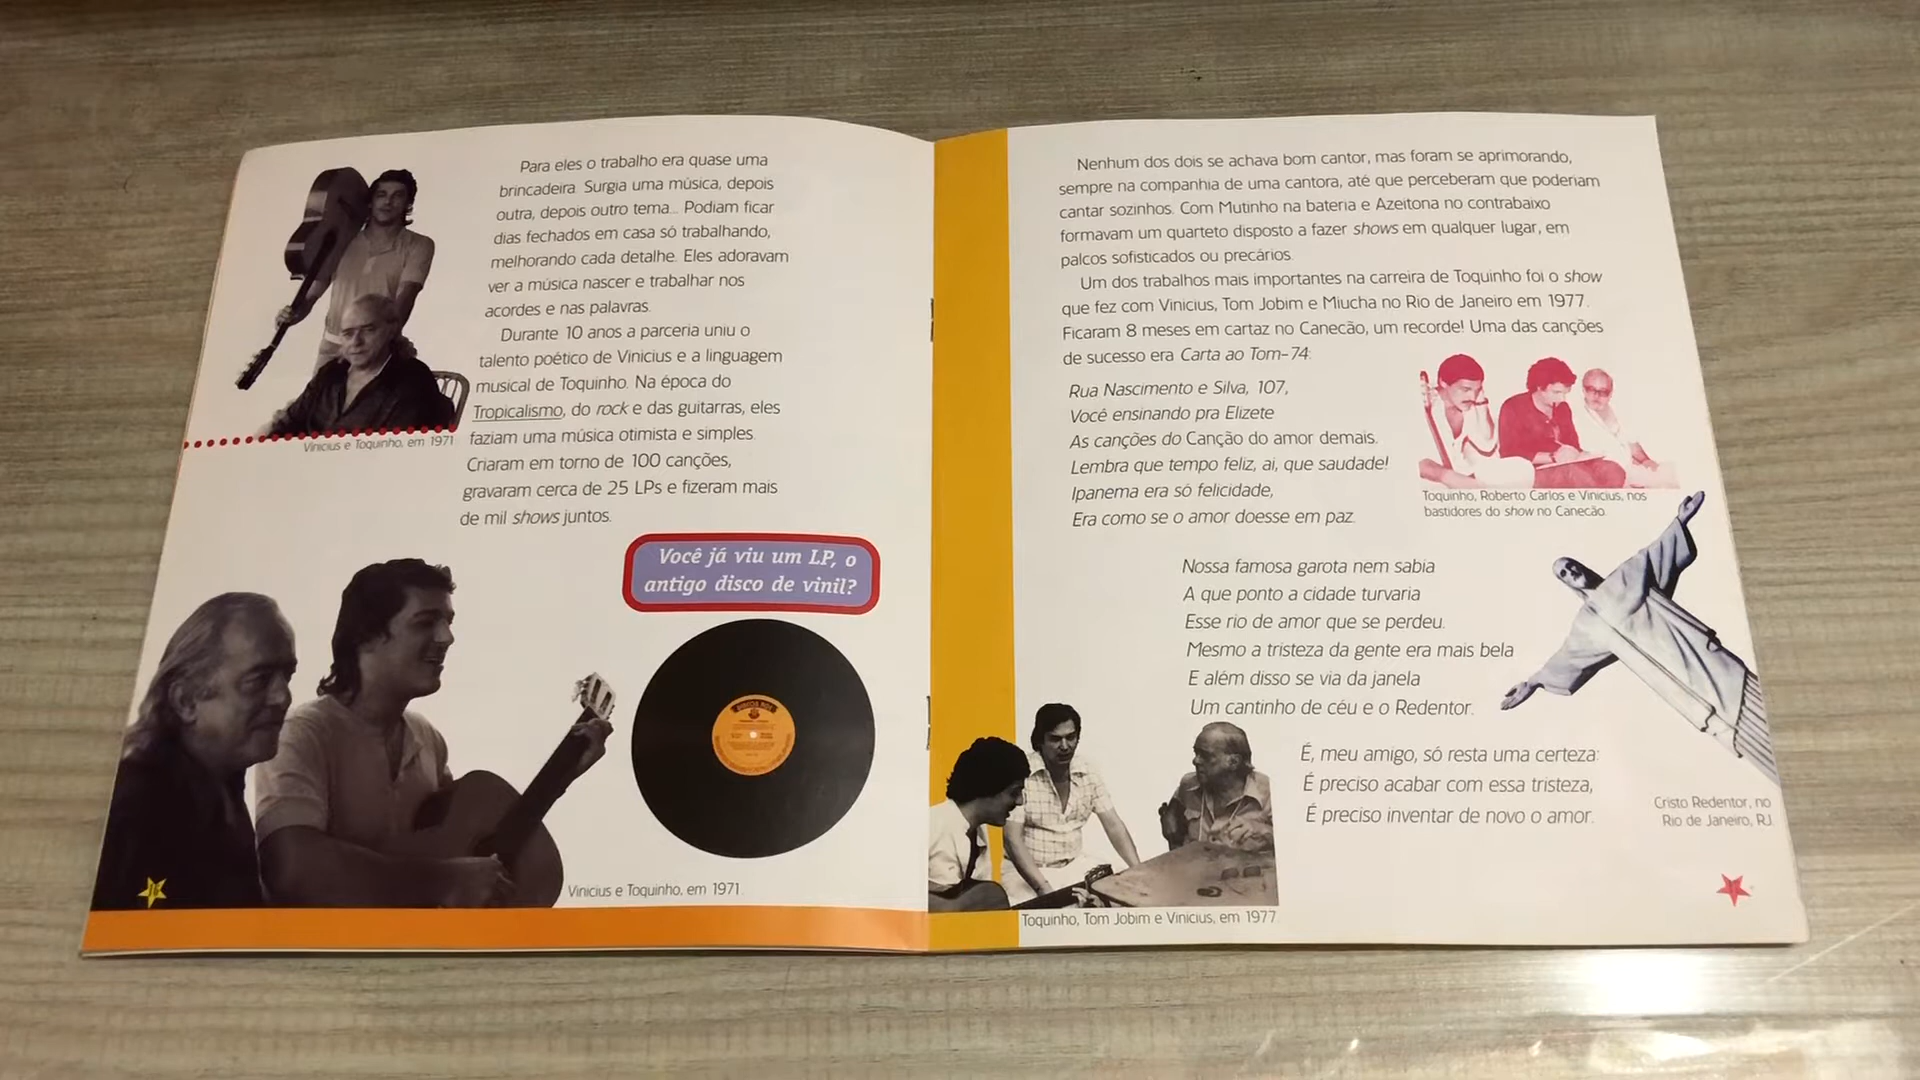 Para eles o trabalho era quase uma
brincadeira. Surgia uma música, depois
outra, depois outro tema... Podiam ficar
dias fechados em casa só trabalhando,
melhorando cada detalhe. Eles adoravam
ver a música nascer e trabalhar nos
acordes e nas palavras.
Durante 10 anos a parceria uniu o
talento poético de Vinicius e a linguagem
musical de Toquinho. Na época do
Tropicalismo, do rock e das guitarras, eles
faziam uma música otimista e simples.
Criaram em torno de 100 canções,
gravaram cerca de 25 LPs e fizeram mais
de mil shows juntos.
Vinicius e Toquinho, em 1971
Você já viu um LP, o
antigo disco de vinil?
Vinicius e Toquinho, em 1971.
Nenhum dos dois se achava bom cantor, mas foram se aprimorando,
sempre na companhia de uma cantora, até que perceberam que poderiam
cantar sozinhos. Com Mutinho na bateria e Azeitona no contrabaixo
formavam um quarteto disposto a fazer shows em qualquer lugar, em
palcos sofisticados ou precários.
Um dos trabalhos mais importantes na carreira de Toquinho foi o show
que fez com Vinicius, Tom Jobim e Miucha no Rio de Janeiro em 1977.
Ficaram 8 meses em cartaz no Canecão, um recorde! Uma das canções
de sucesso era Carta ao Tom-74:
Rua Nascimento e Silva, 107,
Você ensinando pra Elizete
As canções do Canção do amor demais.
Lembra que tempo feliz, ai, que saudade!
Ipanema era só felicidade,
Era como se o amor doesse em paz.
Toquinho, Roberto Carlos e Vinicius, nos
bastidores do show no Canecão.
Nossa famosa garota nem sabia
A que ponto a cidade turvaria
Esse rio de amor que se perdeu.
Mesmo a tristeza da gente era mais bela
E além disso se via da janela
Um cantinho de céu e o Redentor.
É, meu amigo, só resta uma certeza:
É preciso acabar com essa tristeza,
É preciso inventar de novo o amor.
Cristo Redentor, no
Rio de Janeiro, RJ.
Toquinho, Tom Jobim e Vinicius, em 1977.